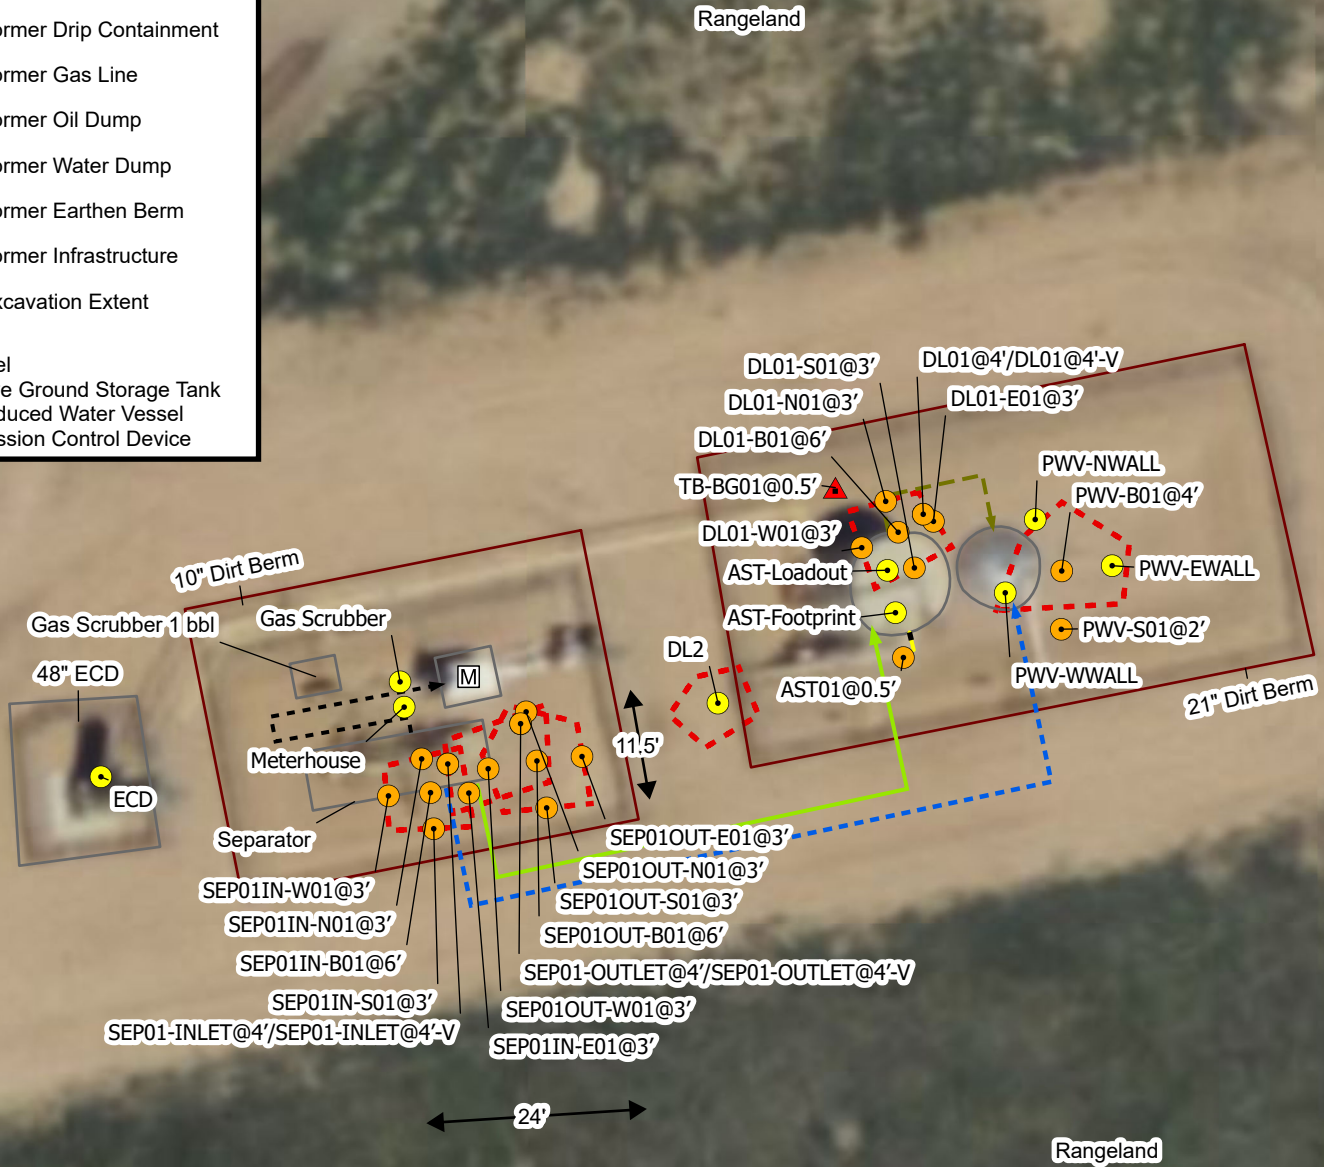 Rangeland
ormer Drip Containment
ormer Gas Line
ormer Oil Dump
ormer Water Dump
ormer Earthen Berm
ormer Infrastructure
xcavation Extent
el
e Ground Storage Tank
duced Water Vessel
ssion Control Device
DL01-S01@3'
DL01@4'/DL01@4'-V
DL01-N01@3'
DL01-E01@3'
DL01-B01@6'
PWV-NWALL
TB-BG01@0.5'
PWV-B01@4'
DL01-W01@3'
AST-Loadout
PWV-EWALL
10" Dirt Berm
AST-Footprint
Gas Scrubber 1 bbl
Gas Scrubber
PWV-S01@2'
DL2
48" ECD
M
PWV-WWALL
AST01@0.5'
21" Dirt Berm
11.5'
Meterhouse
ECD
Separator
SEP01OUT-E01@3'
SEP01OUT-N01@3'
SEP01IN-W01@3'
SEP01OUT-S01@3'
SEP01IN-N01@3'
SEP01OUT-B01@6'
SEP01IN-B01@6'
SEP01-OUTLET@4'/SEP01-OUTLET@4'-V
SEP01IN-S01@3'
SEP01OUT-W01@3'
SEP01-INLET@4'/SEP01-INLET@4'-V
SEP01IN-E01@3'
24'
Rangeland